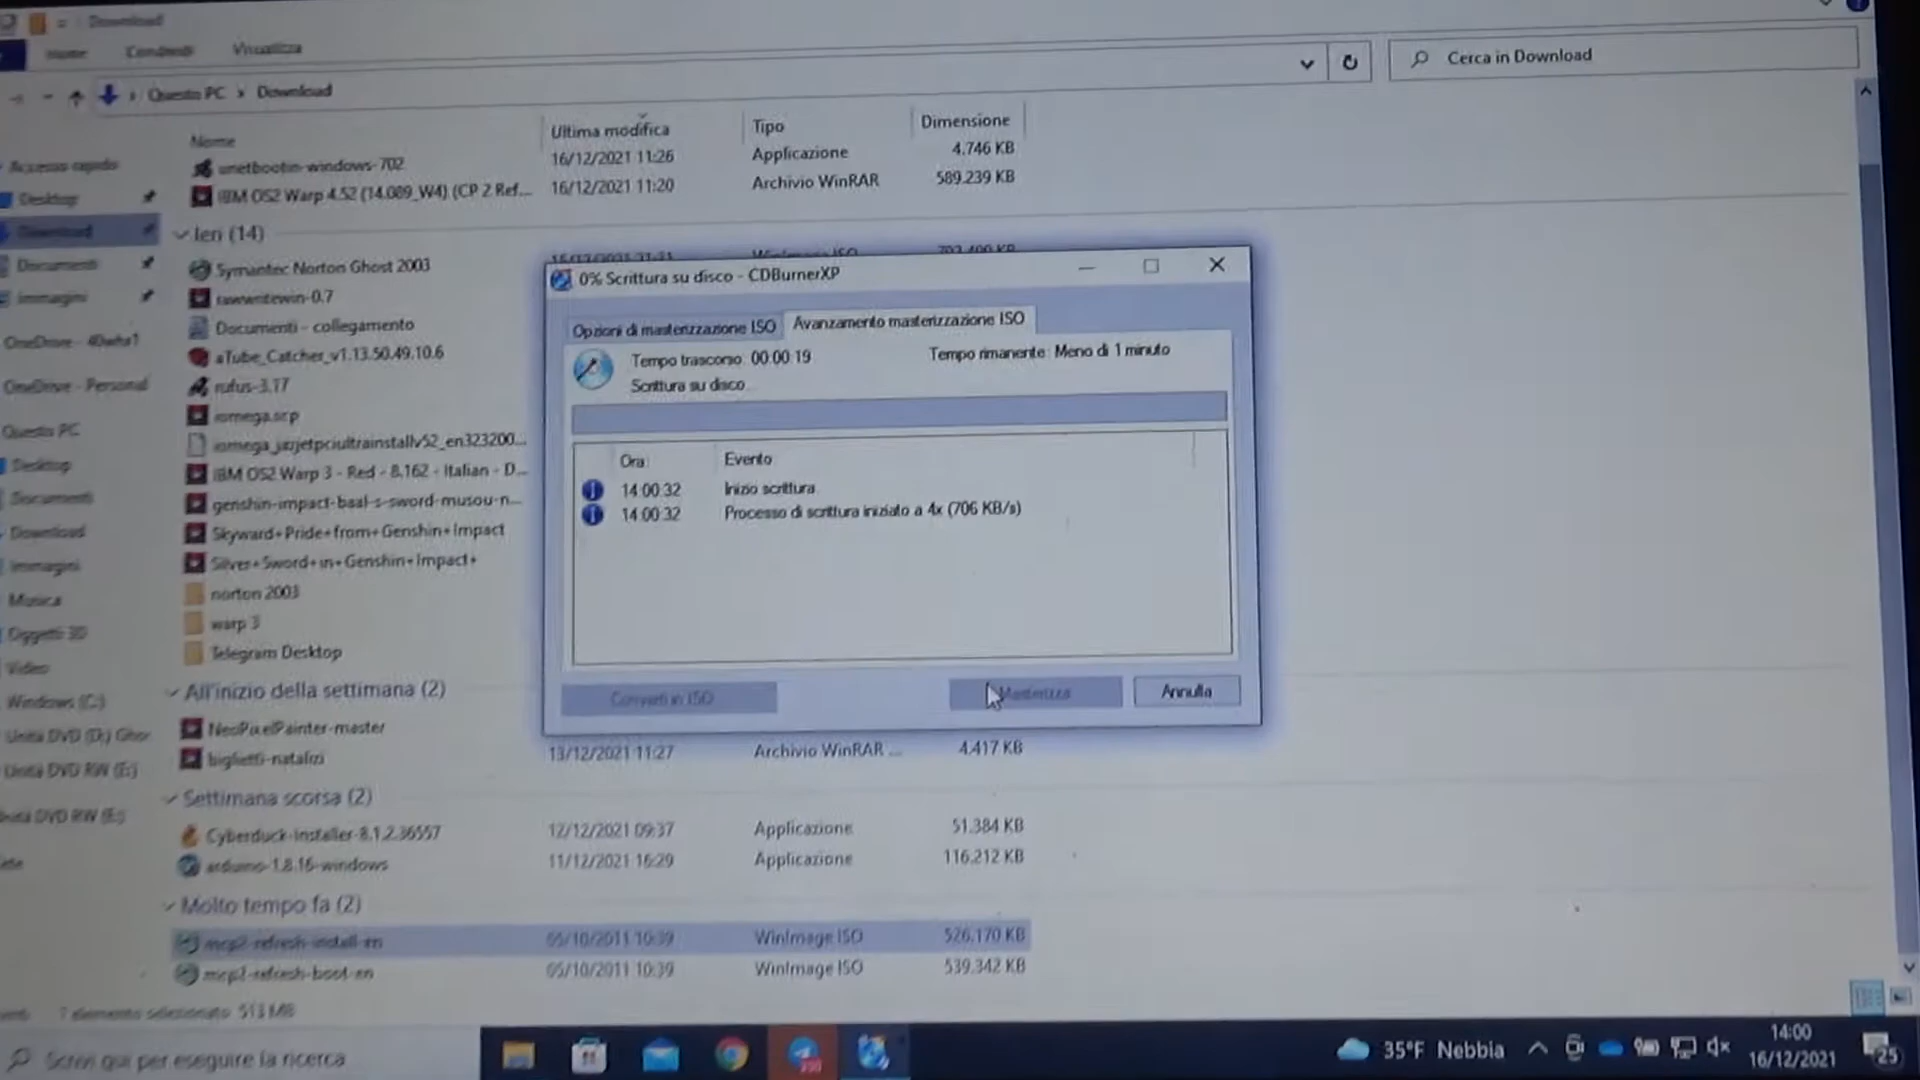 Download
Home Condividi Visualizza
Questo PC > Download
Cerca in Download
Nome Ultima modifica Tipo Dimensione
unetbootin-windows-702 16/12/2021 11:26 Applicazione 4.746 KB
IBM OS2 Warp 4.52 (14.089_W4) (CP 2 Ref... 16/12/2021 11:20 Archivio WinRAR 589.239 KB
Ieri (14)
Symantec Norton Ghost 2003
rawwritewin-0.7
Documenti - collegamento
aTube_Catcher_v1.13.50.49.10.6
rufus-3.17
IBM OS2 Warp 3 - Red - 8.162 - Italian - D...
genshin-impact-baal-s-sword-musou-n...
Skyward+Pride+from+Genshin+Impact
Silver+Sword+in+Genshin+Impact+
norton 2003
warp 3
Telegram Desktop
All'inizio della settimana (2)
NeoPixelPainter-master
biglietti-natalizi 13/12/2021 11:27 Archivio WinRAR ... 4.417 KB
Settimana scorsa (2)
Cyberduck-Installer-8.1.2.36557 12/12/2021 09:37 Applicazione 51.384 KB
arduino-1.8.16-windows 11/12/2021 16:29 Applicazione 116.212 KB
Molto tempo fa (2)
mcp2-refresh-install-en 05/10/2011 10:39 WinImage ISO 526.170 KB
mcp2-refresh-boot-en 05/10/2011 10:39 WinImage ISO 539.342 KB
Accesso rapido
Desktop
Download
Documenti
Immagini
OneDrive - Personal
Questo PC
Desktop
Documenti
Download
Immagini
Musica
Oggetti 3D
Video
Windows (C:)
Unità DVD (D:) Ghos
Unità DVD RW (E:)
DVD RW (E:)
0% Scrittura su disco - CDBurnerXP
Opzioni di masterizzazione ISO Avanzamento masterizzazione ISO
Tempo trascorso: 00:00:19 Tempo rimanente: Meno di 1 minuto
Scrittura su disco
Ora Evento
14:00:32 Inizio scrittura
14:00:32 Processo di scrittura iniziato a 4x (706 KB/s)
Converti in ISO Masterizza Annulla
513 MB
Scrivi qui per eseguire la ricerca
35°F Nebbia
14:00
16/12/2021
25